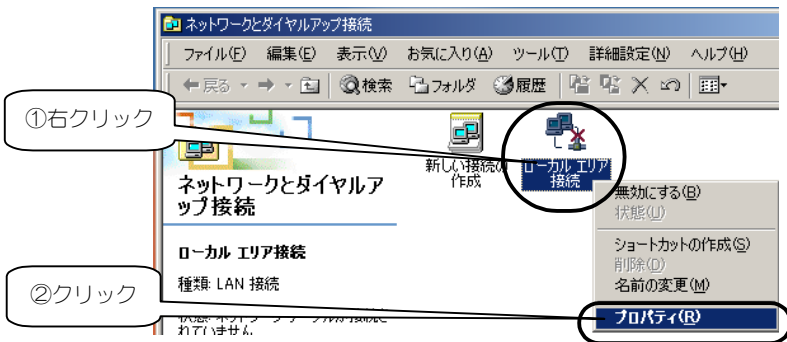 ネットワークとダイヤルアップ接続
ファイル(F) 編集(E) 表示(V) お気に入り(A) ツール(T) 詳細設定(N) ヘルプ(H)
戻る 検索 フォルダ 履歴
①右クリック
新しい接続の
作成
ローカル エリア
接続
ネットワークとダイヤルア
ップ接続
ローカル エリア接続
種類: LAN 接続
れていません
無効にする(B)
状態(U)
ショートカットの作成(S)
削除(D)
名前の変更(M)
プロパティ(R)
②クリック